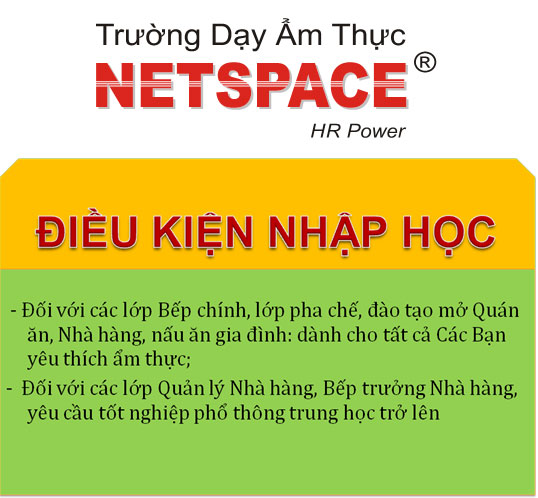 Trường Dạy Ẩm Thực
NETSPACE®
HR Power
ĐIỀU KIỆN NHẬP HỌC
- Đối với các lớp Bếp chính, lớp pha chế, đào tạo mở Quán
ăn, Nhà hàng, nấu ăn gia đình: dành cho tất cả Các Bạn
yêu thích ẩm thực;
- Đối với các lớp Quản lý Nhà hàng, Bếp trưởng Nhà hàng,
yêu cầu tốt nghiệp phổ thông trung học trở lên